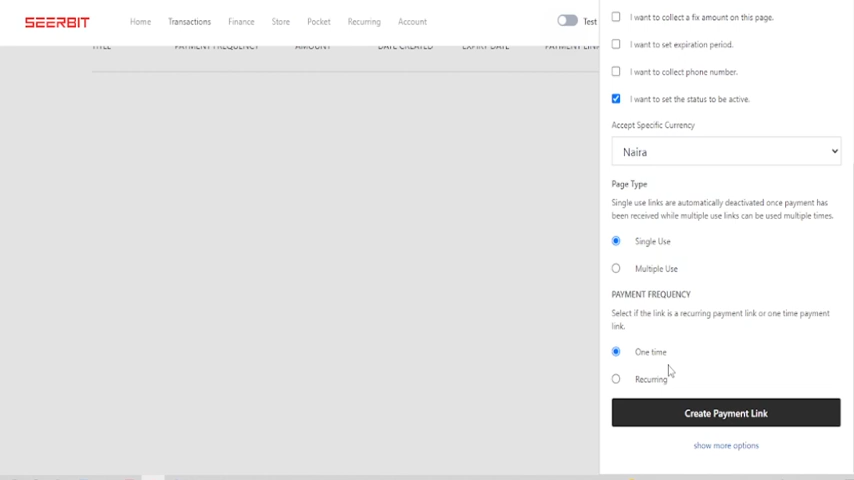 SEERBIT
Home Transactions Finance Store Pocket Recurring Account Test
TITLE PAYMENT FREQUENCY AMOUNT DATE CREATED EXPIRY DATE PAYMENT LINK
I want to collect a fix amount on this page.
I want to set expiration period.
I want to collect phone number.
I want to set the status to be active.
Accept Specific Currency
Naira
Page Type
Single use links are automatically deactivated once payment has
been received while multiple use links can be used multiple times.
Single Use
Multiple Use
PAYMENT FREQUENCY
Select if the link is a recurring payment link or one time payment
link.
One time
Recurring
Create Payment Link
show more options